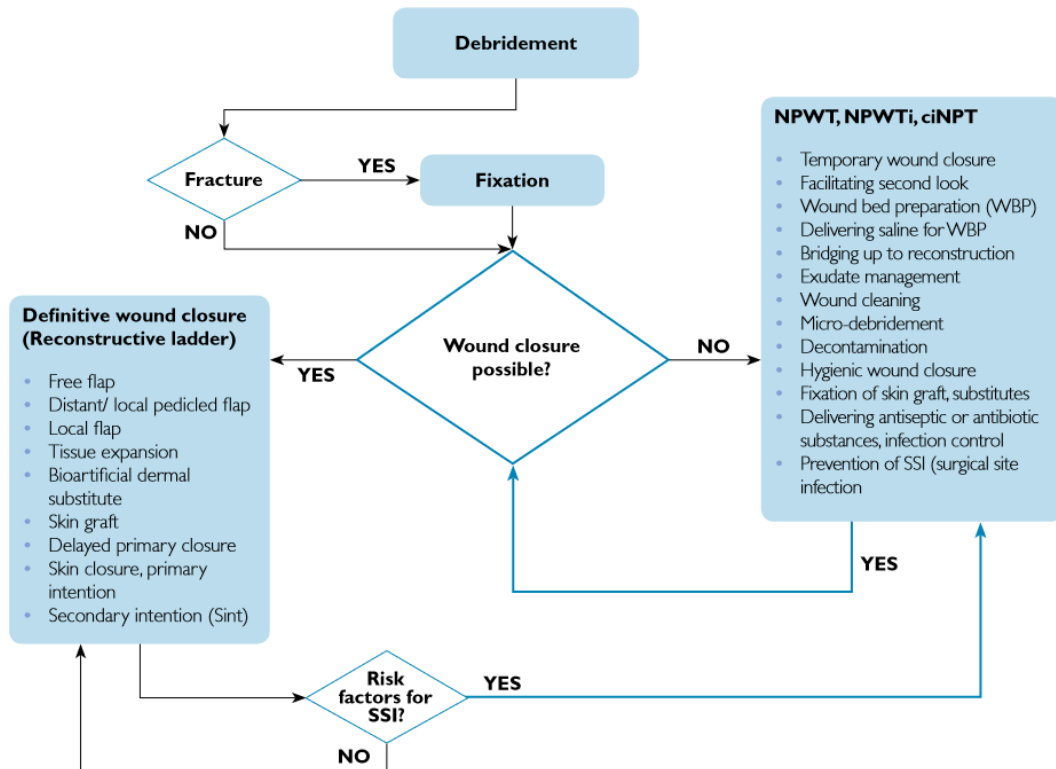 Debridement
Fracture
YES
Fixation
NO
Wound closure
possible?
YES
NO
Definitive wound closure
(Reconstructive ladder)
• Free flap
• Distant/ local pedicled flap
• Local flap
• Tissue expansion
• Bioartificial dermal
substitute
• Skin graft
• Delayed primary closure
• Skin closure, primary
intention
• Secondary intention (Sint)
NPWT, NPWTi, ciNPT
• Temporary wound closure
• Facilitating second look
• Wound bed preparation (WBP)
• Delivering saline for WBP
• Bridging up to reconstruction
• Exudate management
• Wound cleaning
• Micro-debridement
• Decontamination
• Hygienic wound closure
• Fixation of skin graft, substitutes
• Delivering antiseptic or antibiotic
substances, infection control
• Prevention of SSI (surgical site
infection
YES
Risk
factors for
SSI?
YES
NO